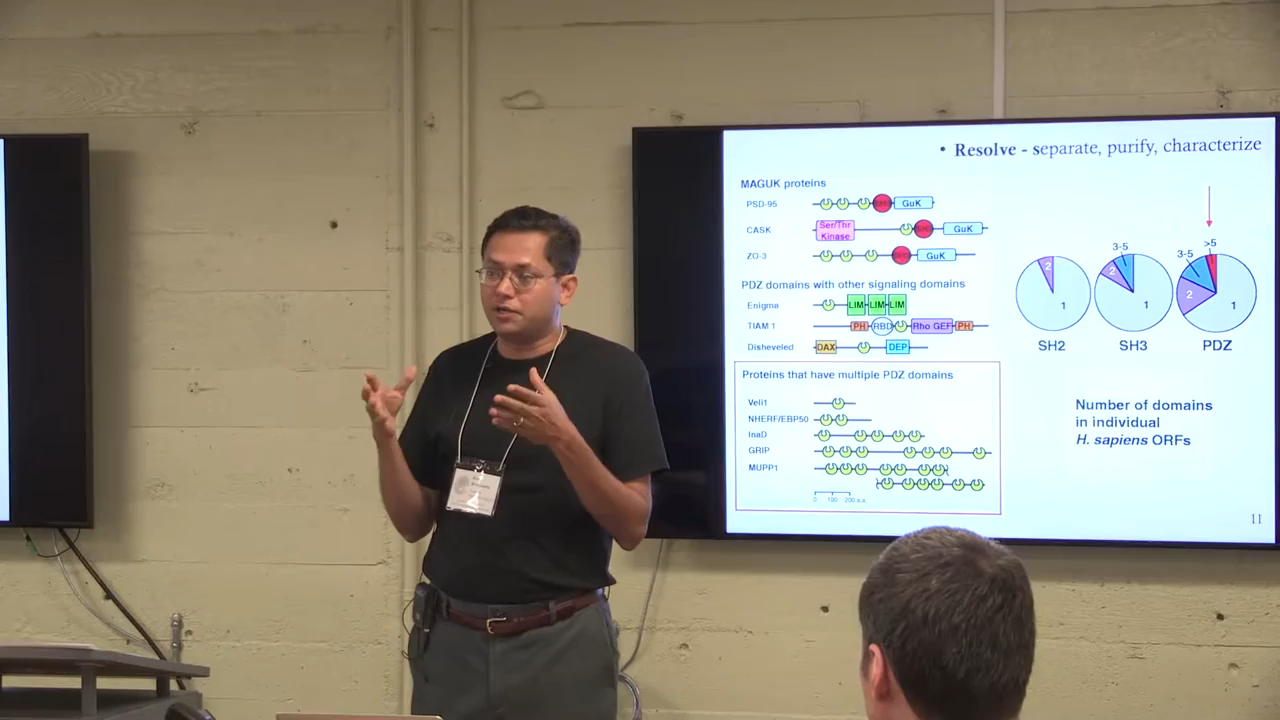 • Resolve - separate, purify, characterize
MAGUK proteins
PSD-95
GuK
CASK
Ser/Thr
Kinase
GuK
ZO-3
GuK
PDZ domains with other signaling domains
Enigma
LIM LIM LIM
TIAM 1
PH RBD Rho GEF PH
Disheveled
DAX DEP
Proteins that have multiple PDZ domains
Veli1
NHERF/EBP50
InaD
GRIP
MUPP1
0 100 200 a.a.
2
1
SH2
3-5
2
1
SH3
>5
3-5
2
1
PDZ
Number of domains
in individual
H. sapiens ORFs
11